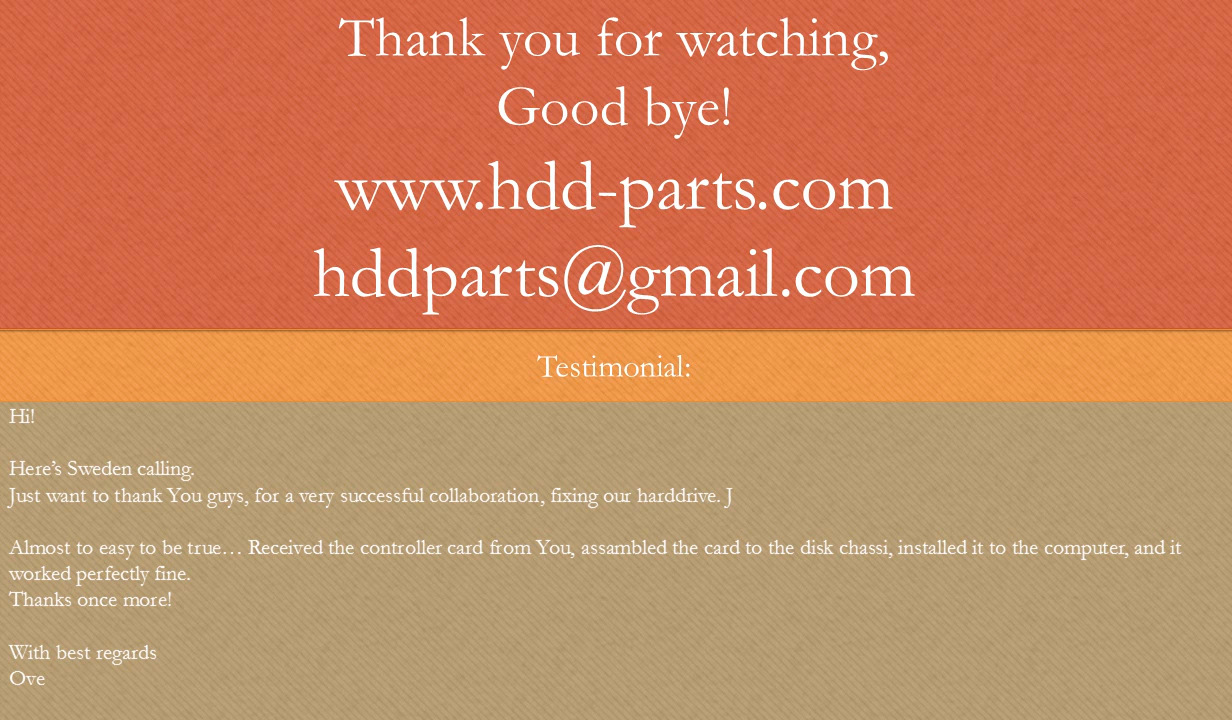 Thank you for watching,
Good bye!
www.hdd-parts.com
hddparts@gmail.com
Testimonial:
Hi!
Here’s Sweden calling.
Just want to thank You guys, for a very successful collaboration, fixing our harddrive. J
Almost to easy to be true… Received the controller card from You, assambled the card to the disk chassi, installed it to the computer, and it
worked perfectly fine.
Thanks once more!
With best regards
Ove